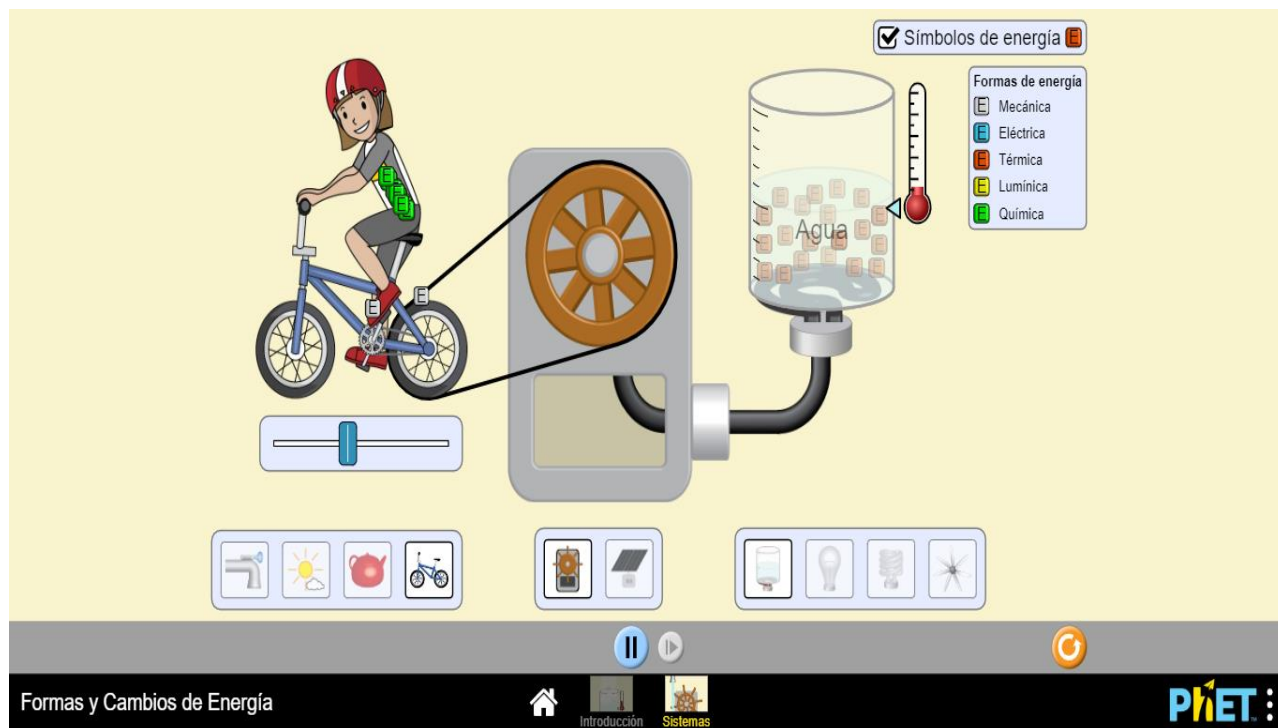 Símbolos de energía E
Formas de energía
E Mecánica
E Eléctrica
E Térmica
E Lumínica
E Química
Agua
Formas y Cambios de Energía
Introducción
Sistemas
PhET